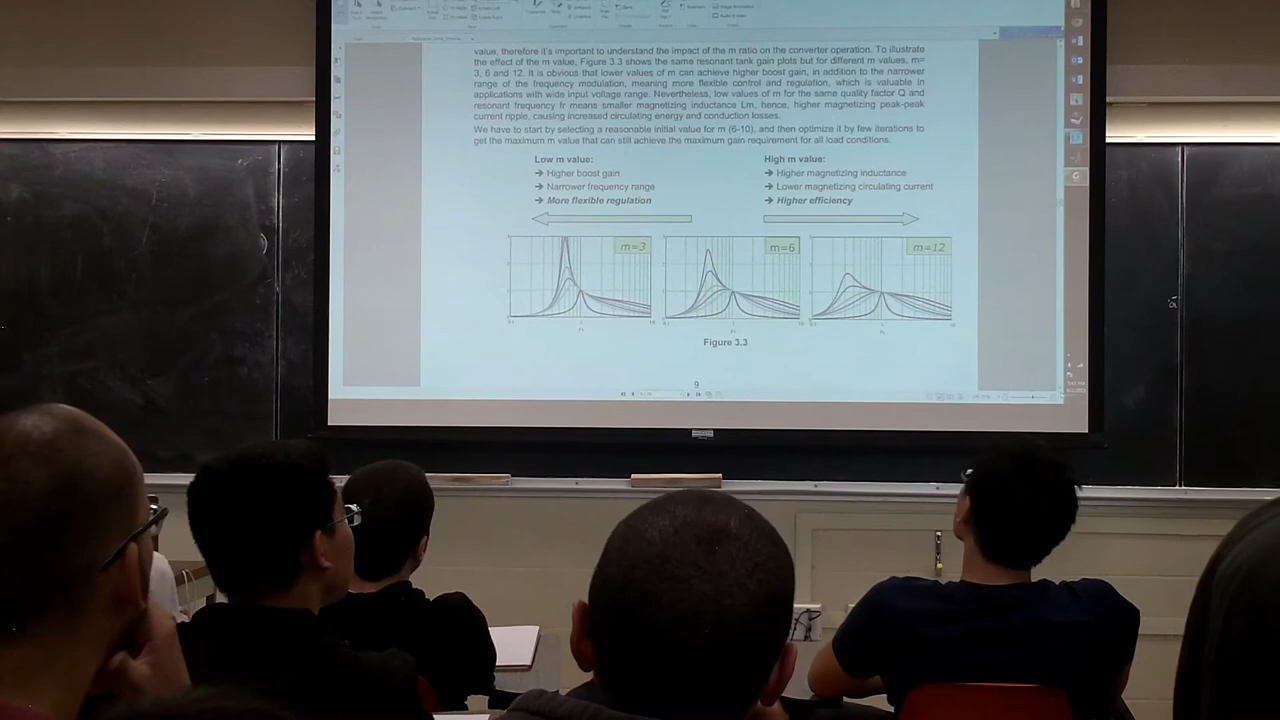 value, therefore it's important to understand the impact of the m ratio on the converter operation. To illustrate
the effect of the m value, Figure 3.3 shows the same resonant tank gain plots but for different m values, m=
3, 6 and 12. It is obvious that lower values of m can achieve higher boost gain, in addition to the narrower
range of the frequency modulation, meaning more flexible control and regulation, which is valuable in
applications with wide input voltage range. Nevertheless, low values of m for the same quality factor Q and
resonant frequency fr means smaller magnetizing inductance Lm, hence, higher magnetizing peak-peak
current ripple, causing increased circulating energy and conduction losses.
We have to start by selecting a reasonable initial value for m (6-10), and then optimize it by few iterations to
get the maximum m value that can still achieve the maximum gain requirement for all load conditions.
Low m value:
→ Higher boost gain
→ Narrower frequency range
→ More flexible regulation
High m value:
→ Higher magnetizing inductance
→ Lower magnetizing circulating current
→ Higher efficiency
m=3
m=6
m=12
Figure 3.3
9